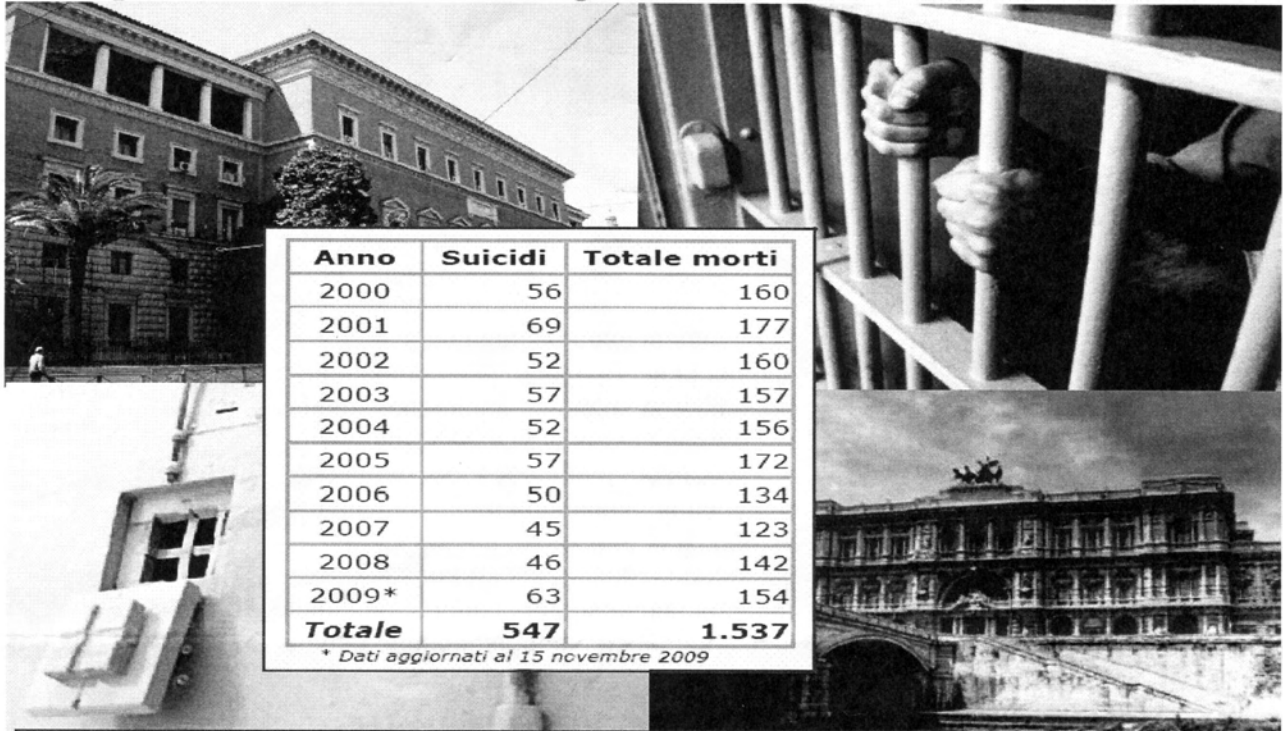 Anno Suicidi Totale morti
2000 56 160
2001 69 177
2002 52 160
2003 57 157
2004 52 156
2005 57 172
2006 50 134
2007 45 123
2008 46 142
2009* 63 154
Totale 547 1.537
* Dati aggiornati al 15 novembre 2009